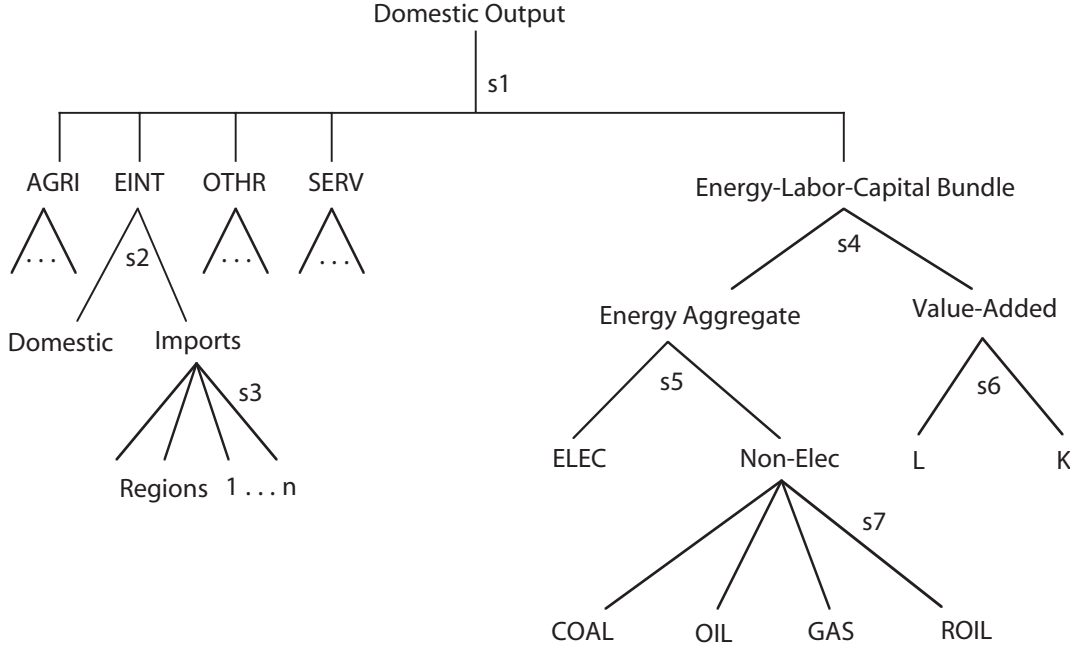 Domestic Output
s1
AGRI EINT OTHR SERV
Energy-Labor-Capital Bundle
... s2 ... ...
s4
Domestic Imports
Energy Aggregate Value-Added
s3
s5 s6
ELEC Non-Elec L K
Regions 1 ... n
s7
COAL OIL GAS ROIL